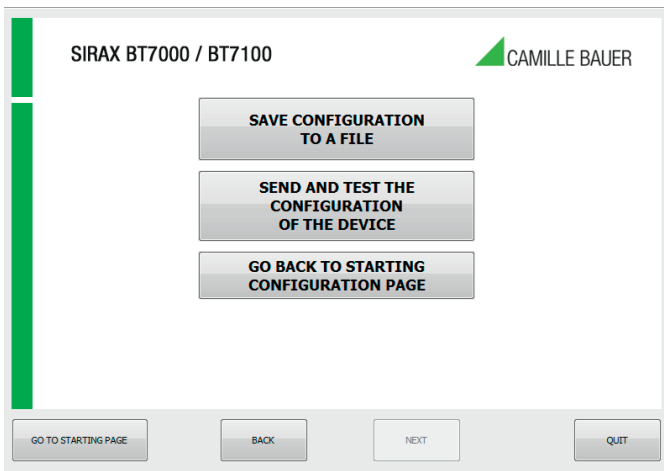 SIRAX BT7000 / BT7100
CAMILLE BAUER
SAVE CONFIGURATION
TO A FILE
SEND AND TEST THE
CONFIGURATION
OF THE DEVICE
GO BACK TO STARTING
CONFIGURATION PAGE
GO TO STARTING PAGE
BACK
NEXT
QUIT